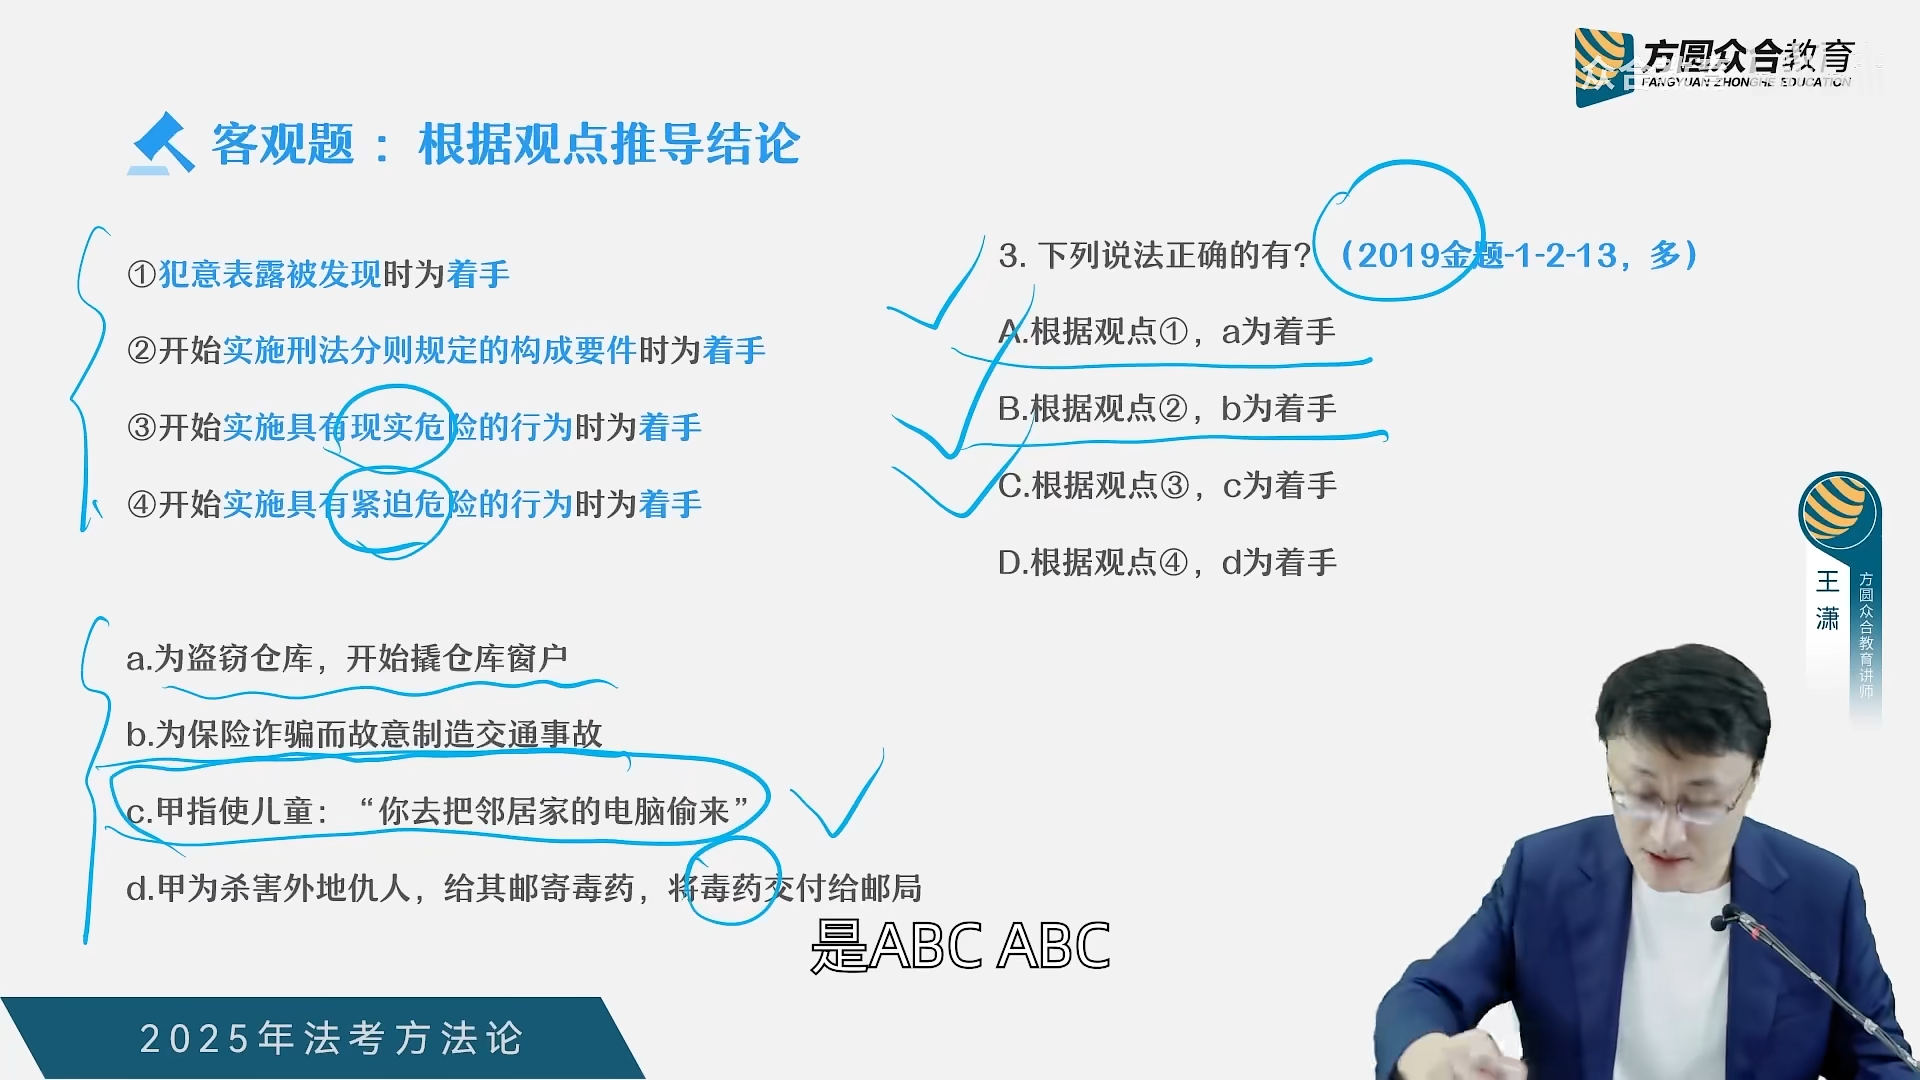 方圆众合教育
FANGYUAN ZHONGHE EDUCATION
客观题：根据观点推导结论
①犯意表露被发现时为着手
②开始实施刑法分则规定的构成要件时为着手
③开始实施具有现实危险的行为时为着手
④开始实施具有紧迫危险的行为时为着手
a.为盗窃仓库，开始撬仓库窗户
b.为保险诈骗而故意制造交通事故
c.甲指使儿童：“你去把邻居家的电脑偷来”
d.甲为杀害外地仇人，给其邮寄毒药，将毒药交付给邮局
3. 下列说法正确的有？（2019金题-1-2-13，多）
A.根据观点①，a为着手
B.根据观点②，b为着手
C.根据观点③，c为着手
D.根据观点④，d为着手
王潇
方圆众合教育讲师
是ABC ABC
2025年法考方法论